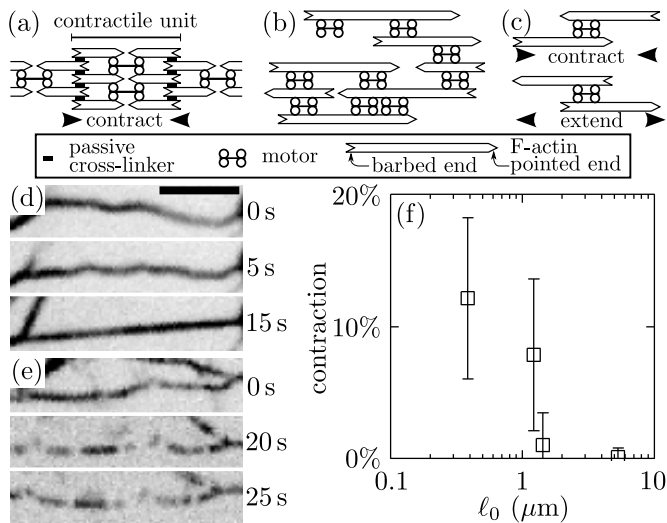 (a)
contractile unit
contract
(b)
(c)
contract
extend
passive
cross-linker
motor
barbed end
F-actin
pointed end
(d)
0 s
5 s
15 s
(e)
0 s
20 s
25 s
(f)
20%
10%
0%
contraction
0.1
1
10
ℓ₀ (μm)